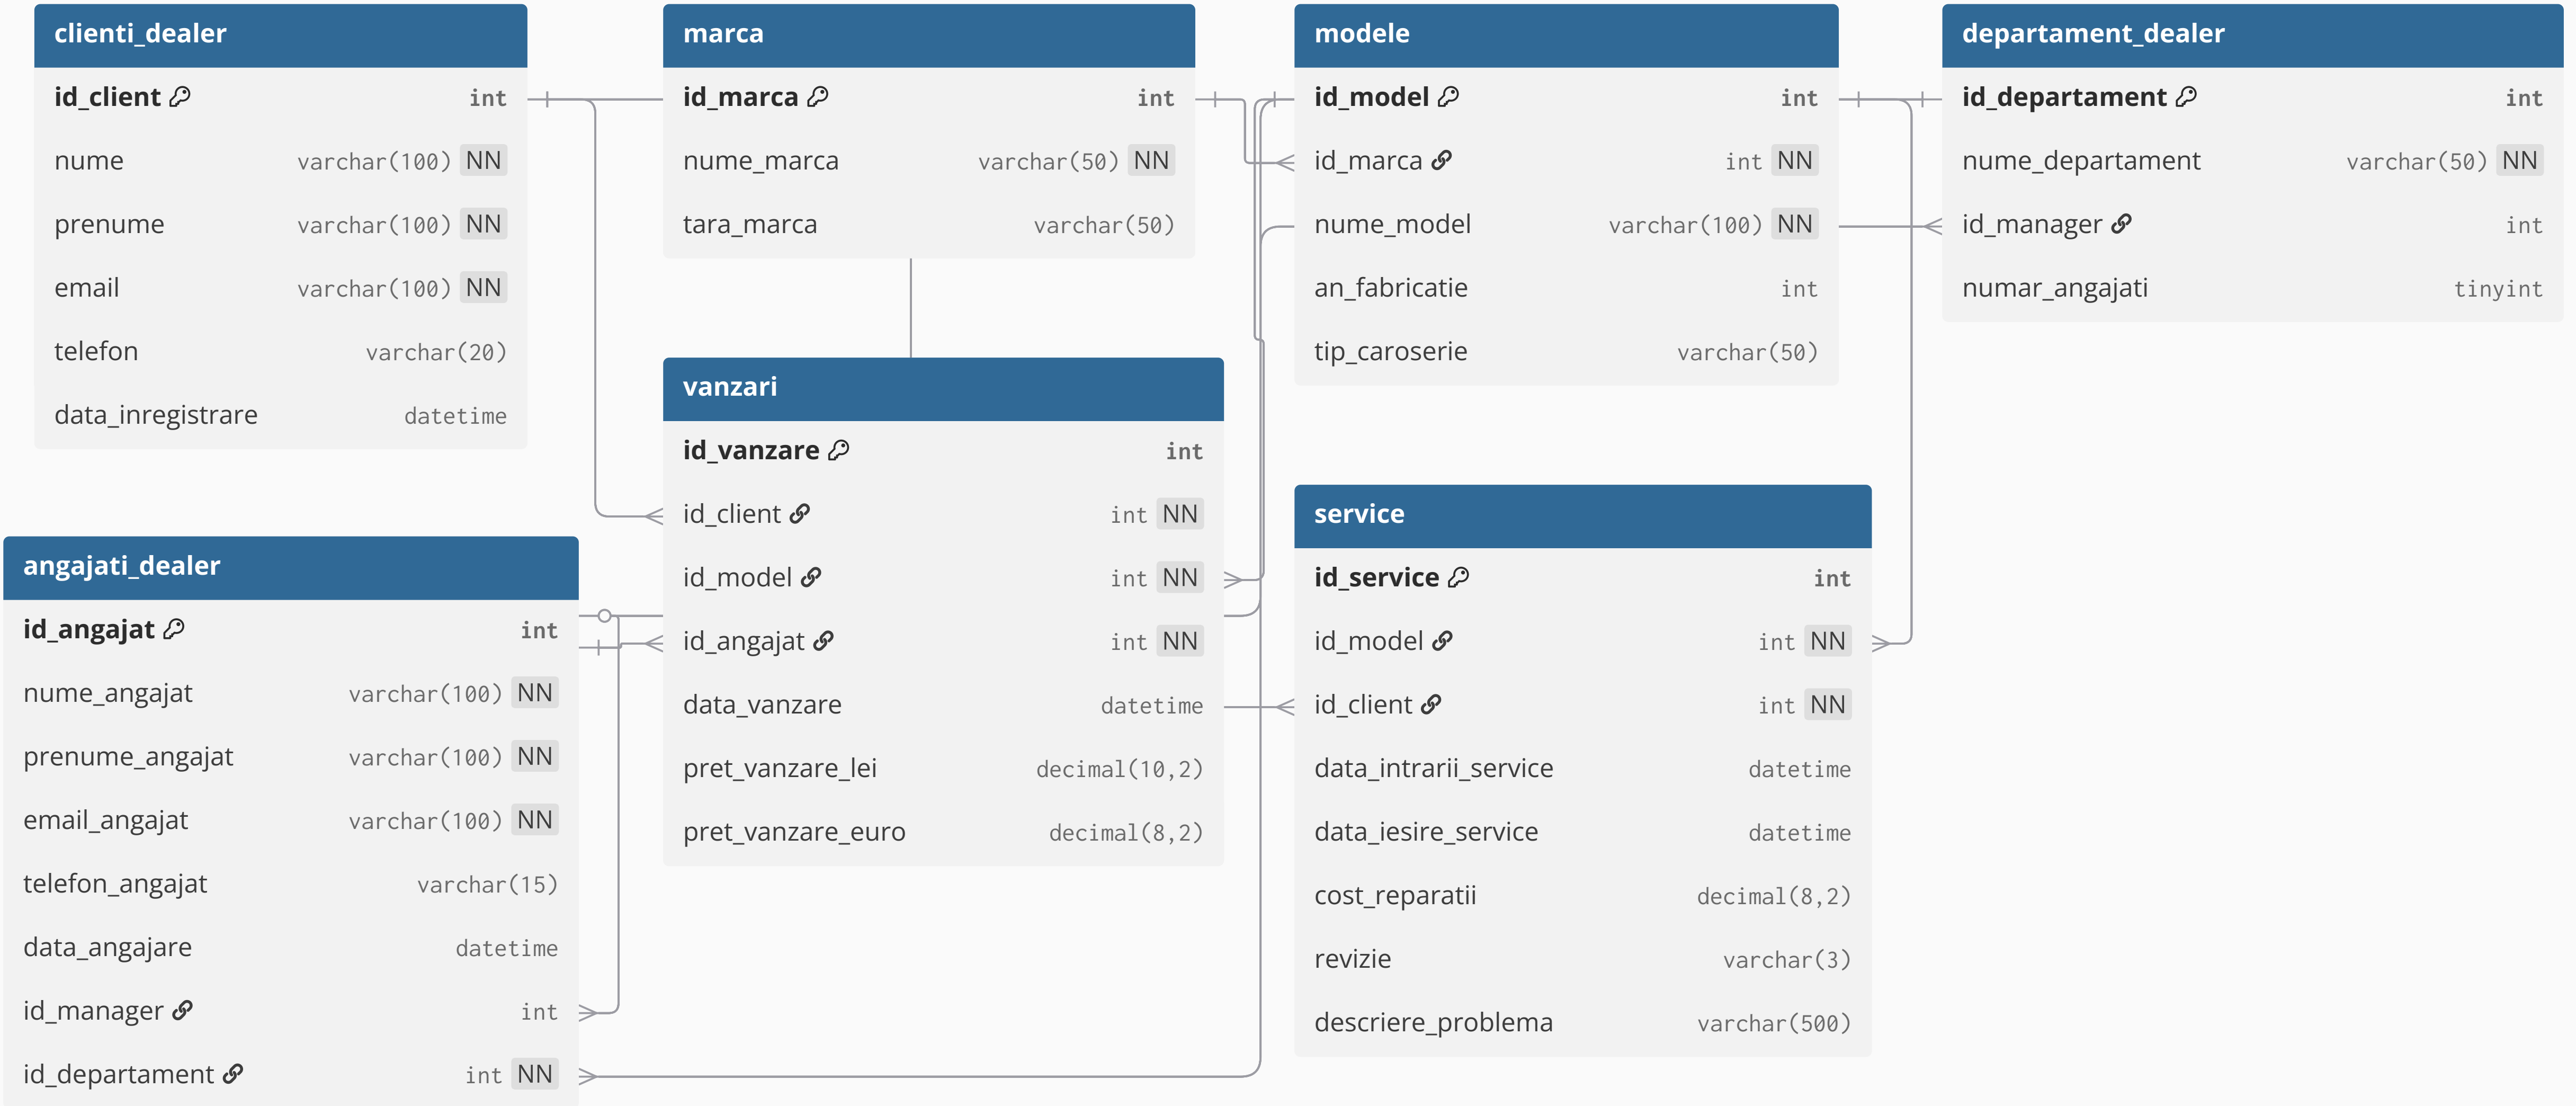 clienti_dealer
id_client int
nume varchar(100) NN
prenume varchar(100) NN
email varchar(100) NN
telefon varchar(20)
data_inregistrare datetime
marca
id_marca int
nume_marca varchar(50) NN
tara_marca varchar(50)
modele
id_model int
id_marca int NN
nume_model varchar(100) NN
an_fabricatie int
tip_caroserie varchar(50)
departament_dealer
id_departament int
nume_departament varchar(50) NN
id_manager int
numar_angajati tinyint
vanzari
id_vanzare int
id_client int NN
id_model int NN
id_angajat int NN
data_vanzare datetime
pret_vanzare_lei decimal(10,2)
pret_vanzare_euro decimal(8,2)
service
id_service int
id_model int NN
id_client int NN
data_intrarii_service datetime
data_iesire_service datetime
cost_reparatii decimal(8,2)
revizie varchar(3)
descriere_problema varchar(500)
angajati_dealer
id_angajat int
nume_angajat varchar(100) NN
prenume_angajat varchar(100) NN
email_angajat varchar(100) NN
telefon_angajat varchar(15)
data_angajare datetime
id_manager int
id_departament int NN